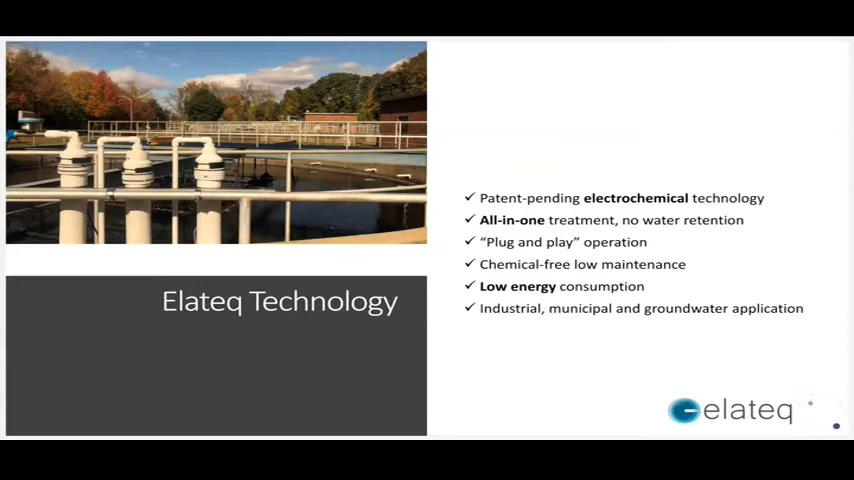 Elateq Technology
Patent-pending electrochemical technology
All-in-one treatment, no water retention
“Plug and play” operation
Chemical-free low maintenance
Low energy consumption
Industrial, municipal and groundwater application
elateq